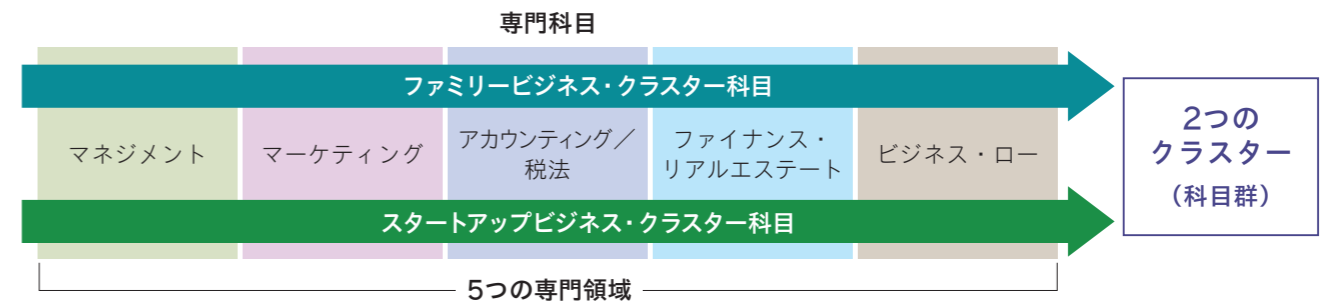 専門科目
ファミリービジネス・クラスター科目
マネジメント
マーケティング
アカウンティング／
税法
ファイナンス・
リアルエステート
ビジネス・ロー
スタートアップビジネス・クラスター科目
5つの専門領域
2つの
クラスター
（科目群）